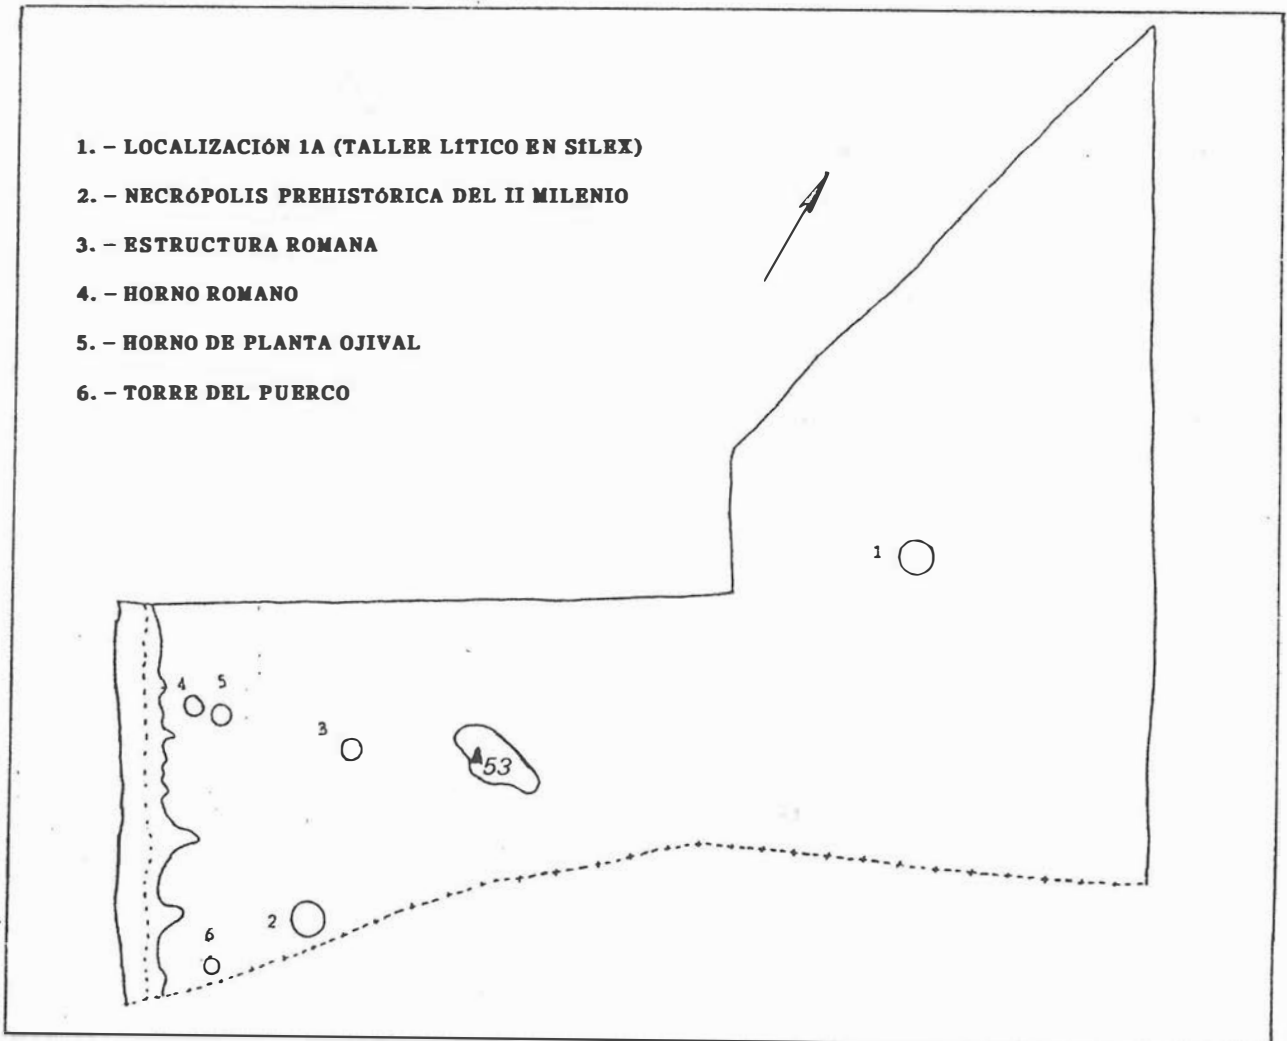 1. – LOCALIZACIÓN 1A (TALLER LÍTICO EN SÍLEX)
2. – NECRÓPOLIS PREHISTÓRICA DEL II MILENIO
3. – ESTRUCTURA ROMANA
4. – HORNO ROMANO
5. – HORNO DE PLANTA OJIVAL
6. – TORRE DEL PUERCO
1
4 5
3
53
2
6